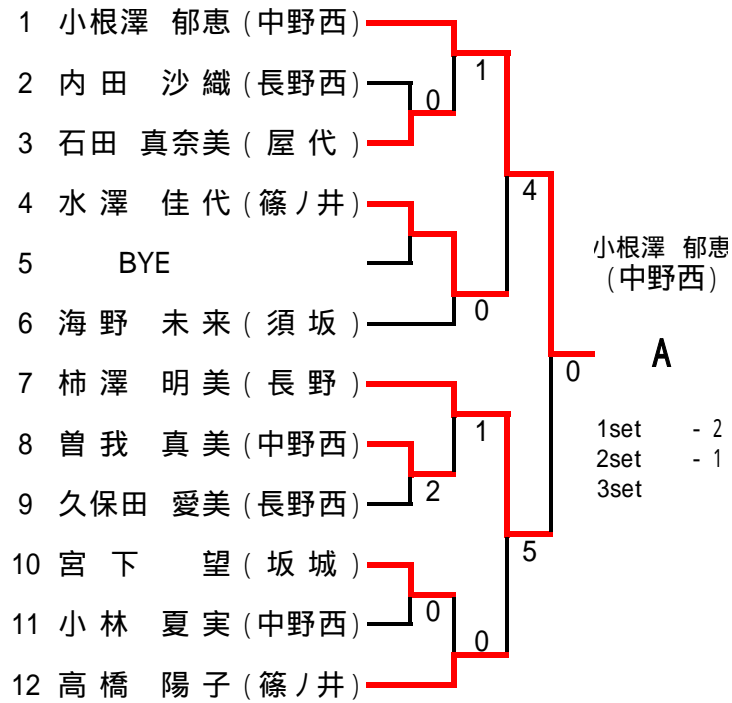 1 小根澤 郁恵 (中野西)
1
2 内田 沙織 (長野西)
0
3 石田 真奈美 (屋代)
4
4 水澤 佳代 (篠ノ井)
小根澤 郁恵
5 BYE
(中野西)
0
6 海野 未来 (須坂)
A
0
7 柿澤 明美 (長野)
1
1set - 2
8 曽我 真美 (中野西)
2set - 1
2
3set
9 久保田 愛美 (長野西)
5
10 宮下 望 (坂城)
0
11 小林 夏実 (中野西)
0
12 高橋 陽子 (篠ノ井)